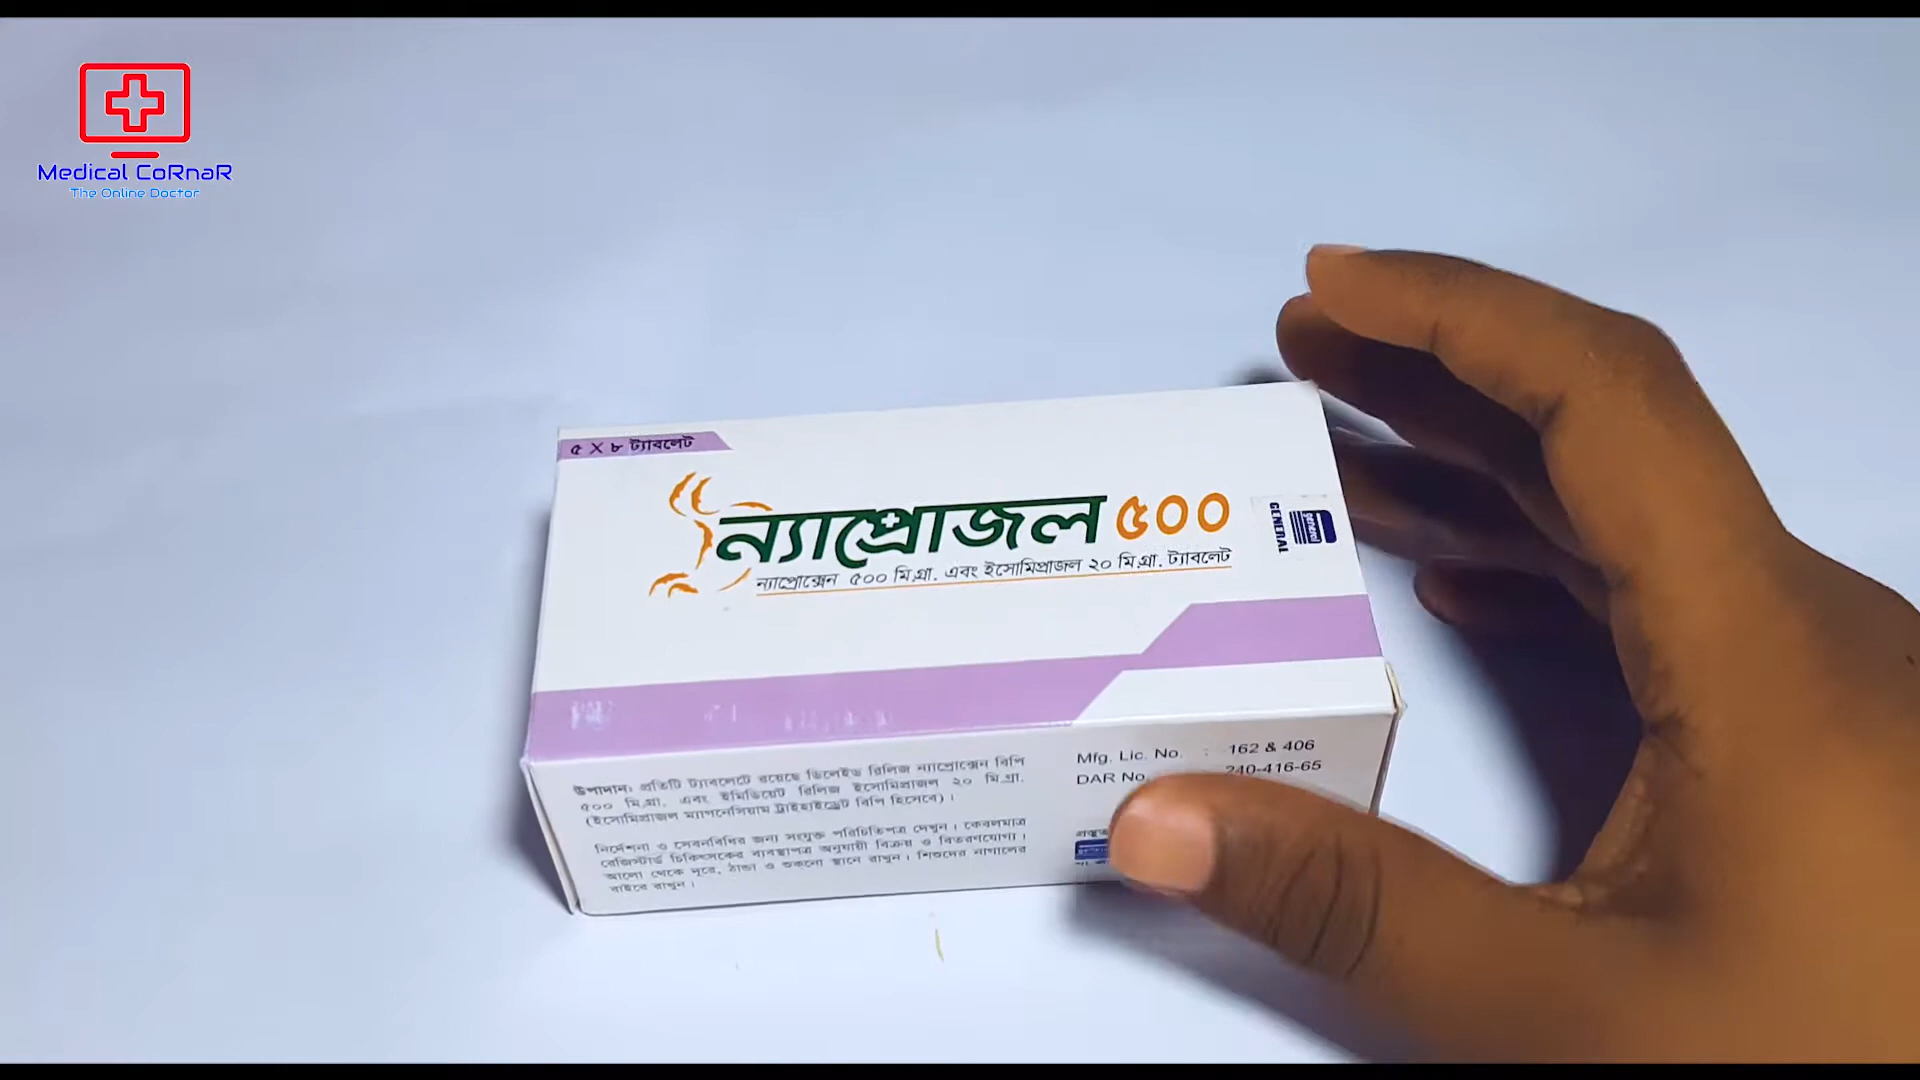 Medical CoRnaR
The Online Doctor
৫ X ৮ ট্যাবলেট
ন্যাপ্রোজল ৫০০
ন্যাপ্রোক্সেন ৫০০ মি.গ্রা. এবং ইসোমিপ্রাজল ২০ মি.গ্রা. ট্যাবলেট
general
GENERAL
উপাদান: প্রতিটি ট্যাবলেটে রয়েছে ডিলেইড রিলিজ ন্যাপ্রোক্সেন বিপি
৫০০ মি.গ্রা. এবং ইমিডিয়েট রিলিজ ইসোমিপ্রাজল ২০ মি.গ্রা.
(ইসোমিপ্রাজল ম্যাগনেসিয়াম ট্রাইহাইড্রেট বিপি হিসেবে)।
নির্দেশনা ও সেবনবিধির জন্য সংযুক্ত পরিচিতিপত্র দেখুন। কেবলমাত্র
রেজিস্টার্ড চিকিৎসকের ব্যবস্থাপত্র অনুযায়ী বিক্রয় ও বিতরণযোগ্য।
আলো থেকে দূরে, ঠান্ডা ও শুকনো স্থানে রাখুন। শিশুদের নাগালের
বাইরে রাখুন।
Mfg. Lic. No. : 162 & 406
DAR No. 240-416-65